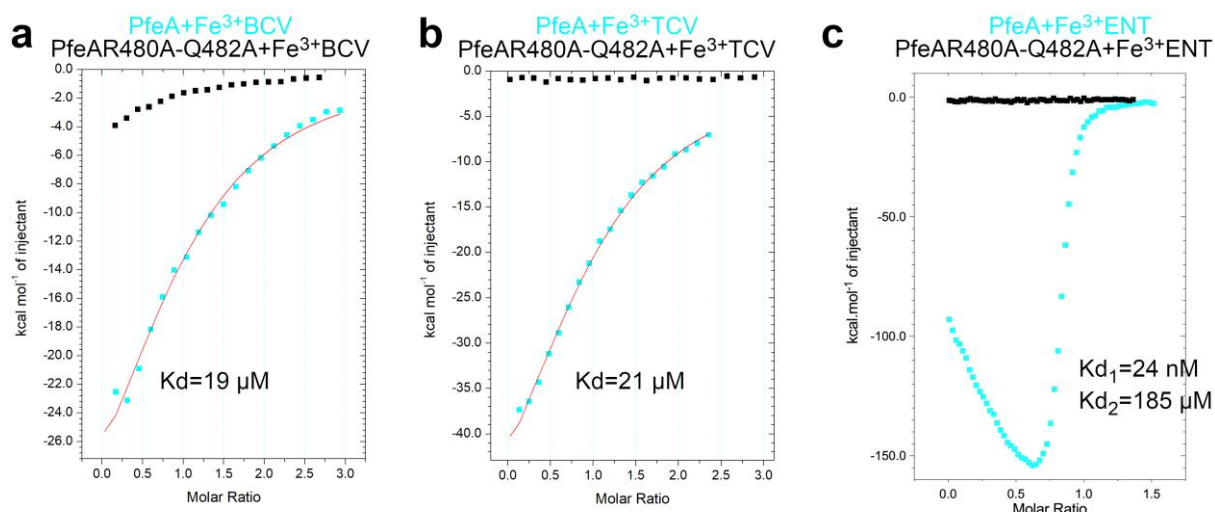 a
PfeA+Fe³⁺BCV
PfeAR480A-Q482A+Fe³⁺BCV
0.0
-2.0
-4.0
-6.0
-8.0
-10.0
-12.0
-14.0
-16.0
-18.0
-20.0
-22.0
-24.0
-26.0
kcal mol⁻¹ of injectant
Kd=19 µM
0.0 0.5 1.0 1.5 2.0 2.5 3.0
Molar Ratio
b
PfeA+Fe³⁺TCV
PfeAR480A-Q482A+Fe³⁺TCV
0.0
-5.0
-10.0
-15.0
-20.0
-25.0
-30.0
-35.0
-40.0
kcal mol⁻¹ of injectant
Kd=21 µM
0.0 0.5 1.0 1.5 2.0 2.5 3.0
Molar Ratio
c
PfeA+Fe³⁺ENT
PfeAR480A-Q482A+Fe³⁺ENT
0.0
-50.0
-100.0
-150.0
kcal.mol⁻¹ of injectant
Kd₁=24 nM
Kd₂=185 µM
0.0 0.5 1.0 1.5
Molar Ratio